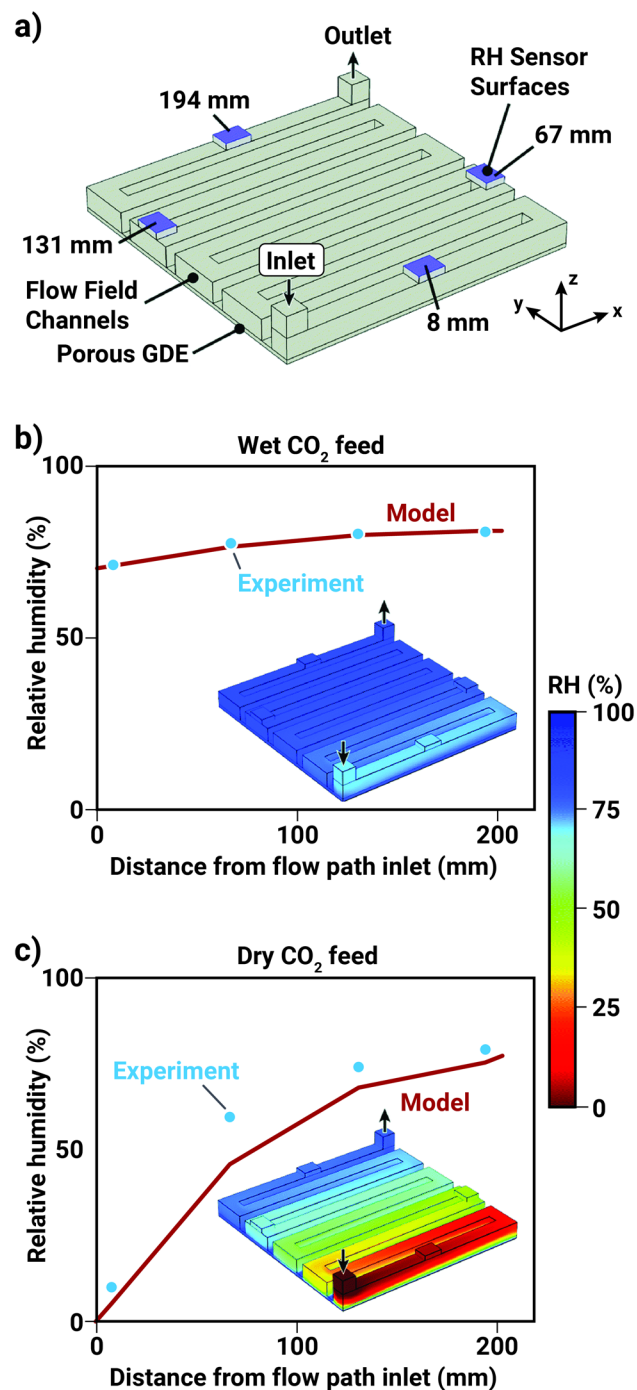 a)
Outlet
RH Sensor
Surfaces
194 mm
67 mm
131 mm
Inlet
Flow Field
Channels
8 mm
Porous GDE
z
y
x
b)
Wet CO₂ feed
100
Model
Experiment
Relative humidity (%)
50
0
0
100
200
Distance from flow path inlet (mm)
RH (%)
100
75
50
25
0
c)
Dry CO₂ feed
100
Experiment
Model
Relative humidity (%)
50
0
0
100
200
Distance from flow path inlet (mm)